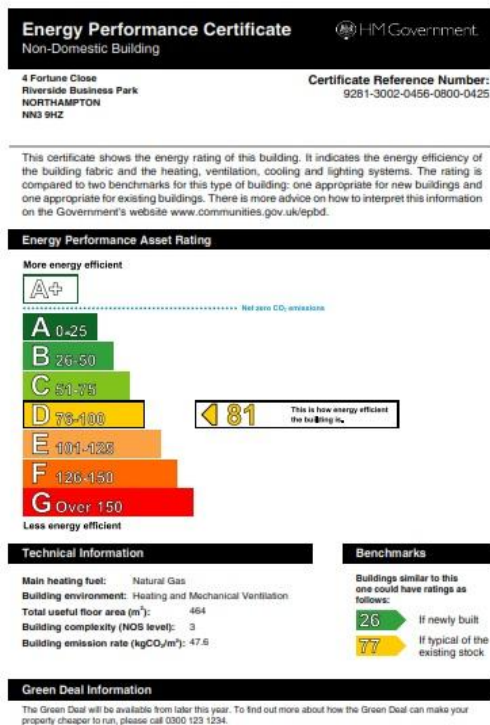 Energy Performance Certificate
HM Government
Non-Domestic Building
4 Fortune Close
Riverside Business Park
NORTHAMPTON
NN3 9HZ
Certificate Reference Number:
9281-3002-0456-0800-0425
This certificate shows the energy rating of this building. It indicates the energy efficiency of
the building fabric and the heating, ventilation, cooling and lighting systems. The rating is
compared to two benchmarks for this type of building: one appropriate for new buildings and
one appropriate for existing buildings. There is more advice on how to interpret this information
on the Government's website www.communities.gov.uk/epbd.
Energy Performance Asset Rating
More energy efficient
A+
Net zero CO₂ emissions
A 0-25
B 26-50
C 51-75
D 76-100
81
This is how energy efficient
the building is.
E 101-125
F 126-150
G Over 150
Less energy efficient
Technical Information
Main heating fuel: Natural Gas
Building environment: Heating and Mechanical Ventilation
Total useful floor area (m²): 464
Building complexity (NOS level): 3
Building emission rate (kgCO₂/m²): 47.6
Benchmarks
Buildings similar to this
one could have ratings as
follows:
26 If newly built
77 If typical of the
existing stock
Green Deal Information
The Green Deal will be available from later this year. To find out more about how the Green Deal can make your
property cheaper to run, please call 0300 123 1234.